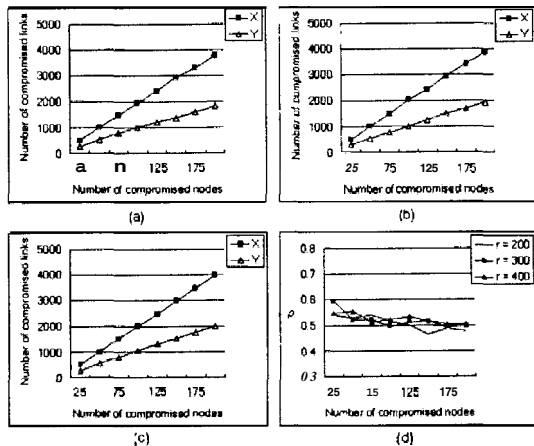 5000
4000
3000
2000
1000
0
Number of compromised links
X
Y
a n 125 175
Number of compromised nodes
(a)
5000
4000
3000
2000
1000
0
Number of compromised links
X
Y
25 75 125 175
Number of compromised nodes
(b)
5000
4000
3000
2000
1000
0
Number of compromised links
X
Y
25 75 125 175
Number of compromised nodes
(c)
0.8
0.7
0.6
0.5
0.4
0.3
r = 200
r = 300
r = 400
25 15 125 175
Number of compromised nodes
(d)